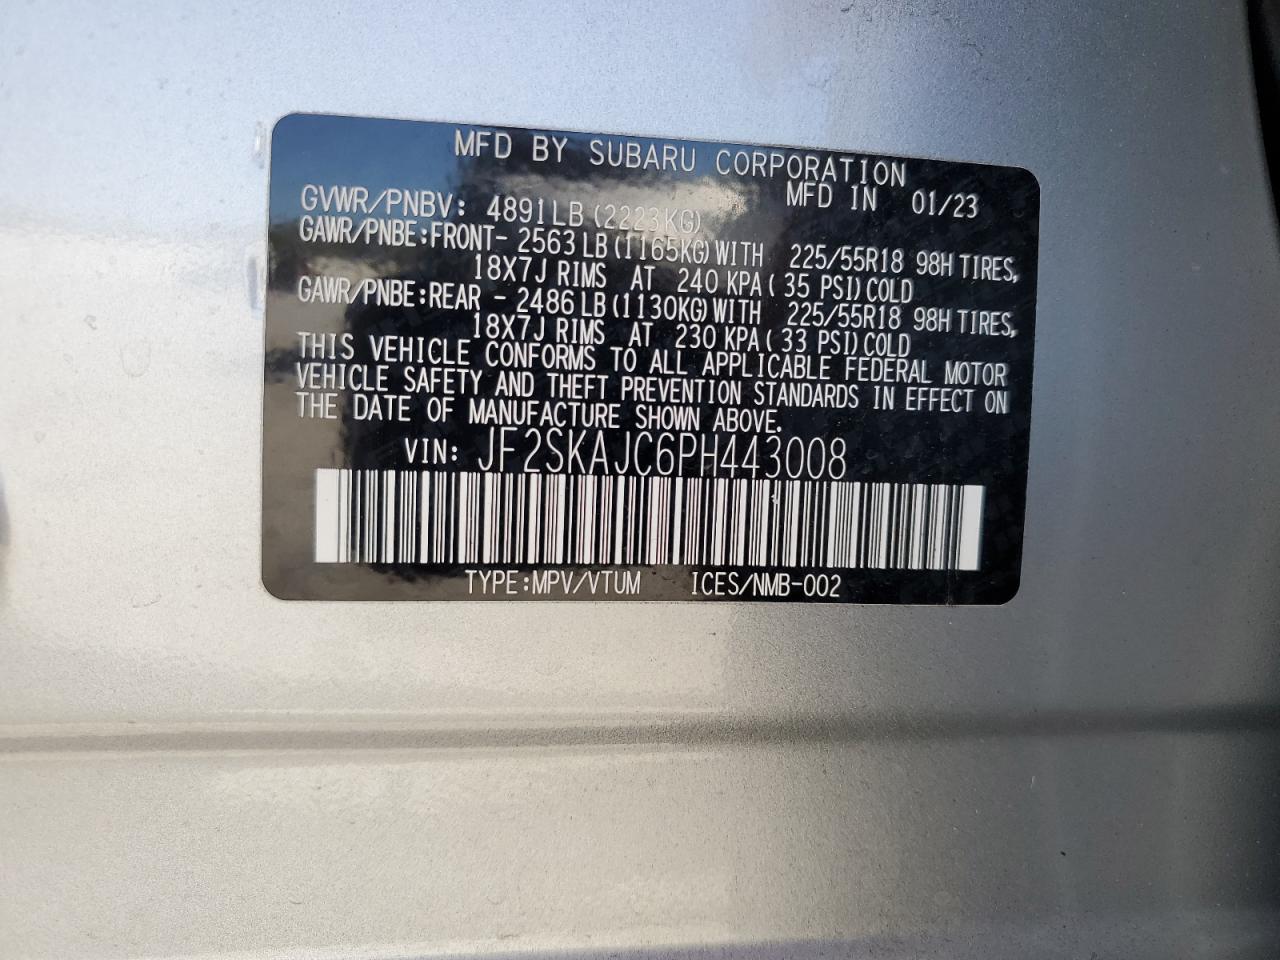 MFD BY SUBARU CORPORATION
MFD IN 01/23
GVWR/PNBV: 4891LB (2223KG)
GAWR/PNBE:FRONT- 2563LB(1165KG)WITH 225/55R18 98H TIRES,
18X7J RIMS AT 240 KPA( 35 PSI)COLD
GAWR/PNBE:REAR - 2486LB(1130KG)WITH 225/55R18 98H TIRES,
18X7J RIMS AT 230 KPA( 33 PSI)COLD
THIS VEHICLE CONFORMS TO ALL APPLICABLE FEDERAL MOTOR
VEHICLE SAFETY AND THEFT PREVENTION STANDARDS IN EFFECT ON
THE DATE OF MANUFACTURE SHOWN ABOVE.
VIN: JF2SKAJC6PH443008
TYPE:MPV/VTUM ICES/NMB-002